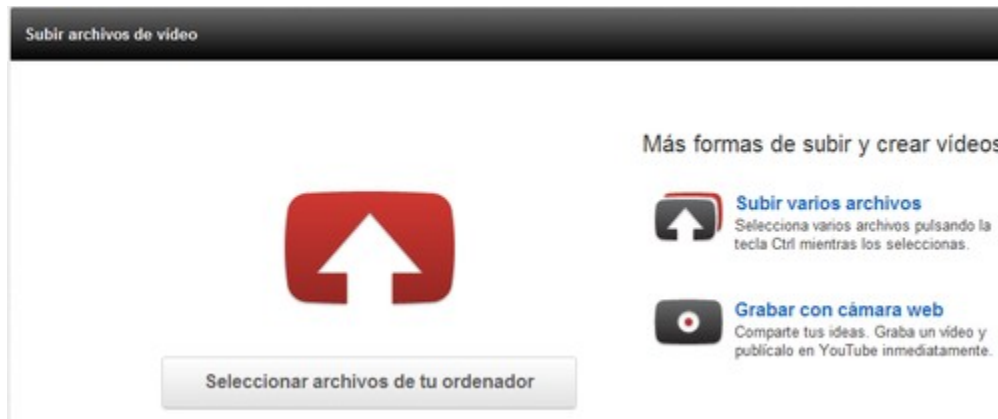 Subir archivos de vídeo
Más formas de subir y crear vídeos
Subir varios archivos
Selecciona varios archivos pulsando la
tecla Ctrl mientras los seleccionas.
Grabar con cámara web
Comparte tus ideas. Graba un vídeo y
publícalo en YouTube inmediatamente.
Seleccionar archivos de tu ordenador